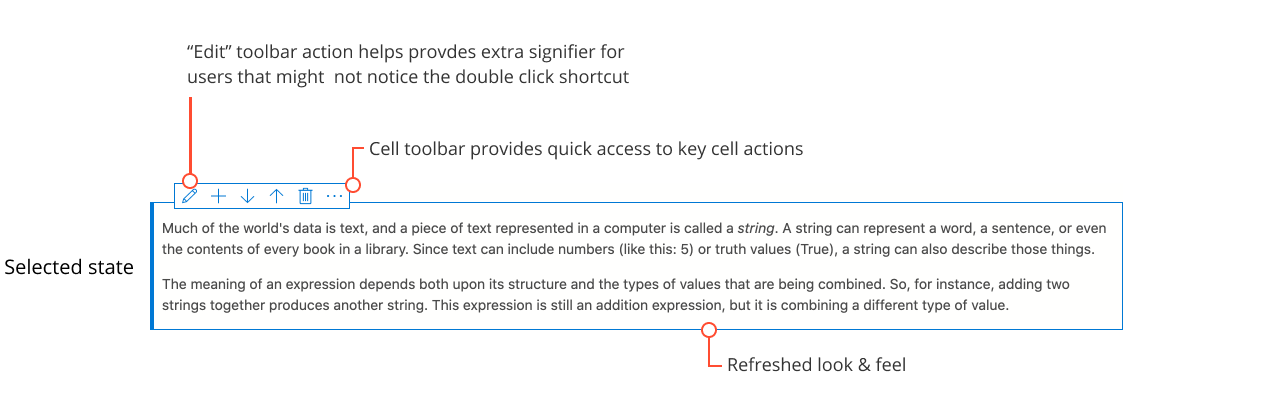 “Edit” toolbar action helps provdes extra signifier for
users that might  not notice the double click shortcut
Cell toolbar provides quick access to key cell actions
Much of the world's data is text, and a piece of text represented in a computer is called a string. A string can represent a word, a sentence, or even
the contents of every book in a library. Since text can include numbers (like this: 5) or truth values (True), a string can also describe those things.
Selected state
The meaning of an expression depends both upon its structure and the types of values that are being combined. So, for instance, adding two
strings together produces another string. This expression is still an addition expression, but it is combining a different type of value.
Refreshed look & feel